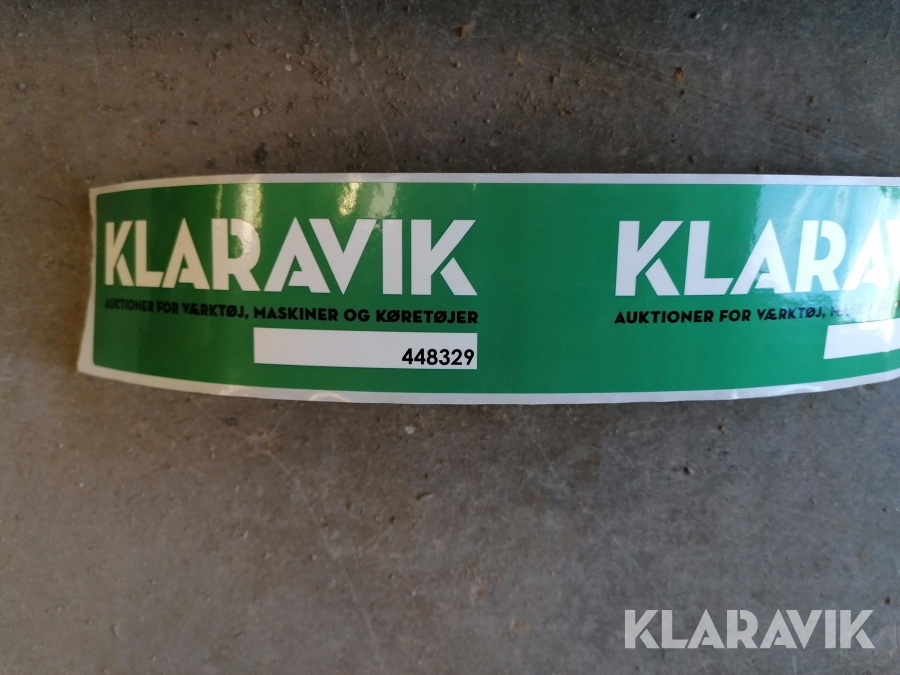 KLARAVIK
AUKTIONER FOR VÆRKTØJ, MASKINER OG KØRETØJER
448329
KLARAV
AUKTIONER FOR VÆRKTØJ,
KLARAVIK